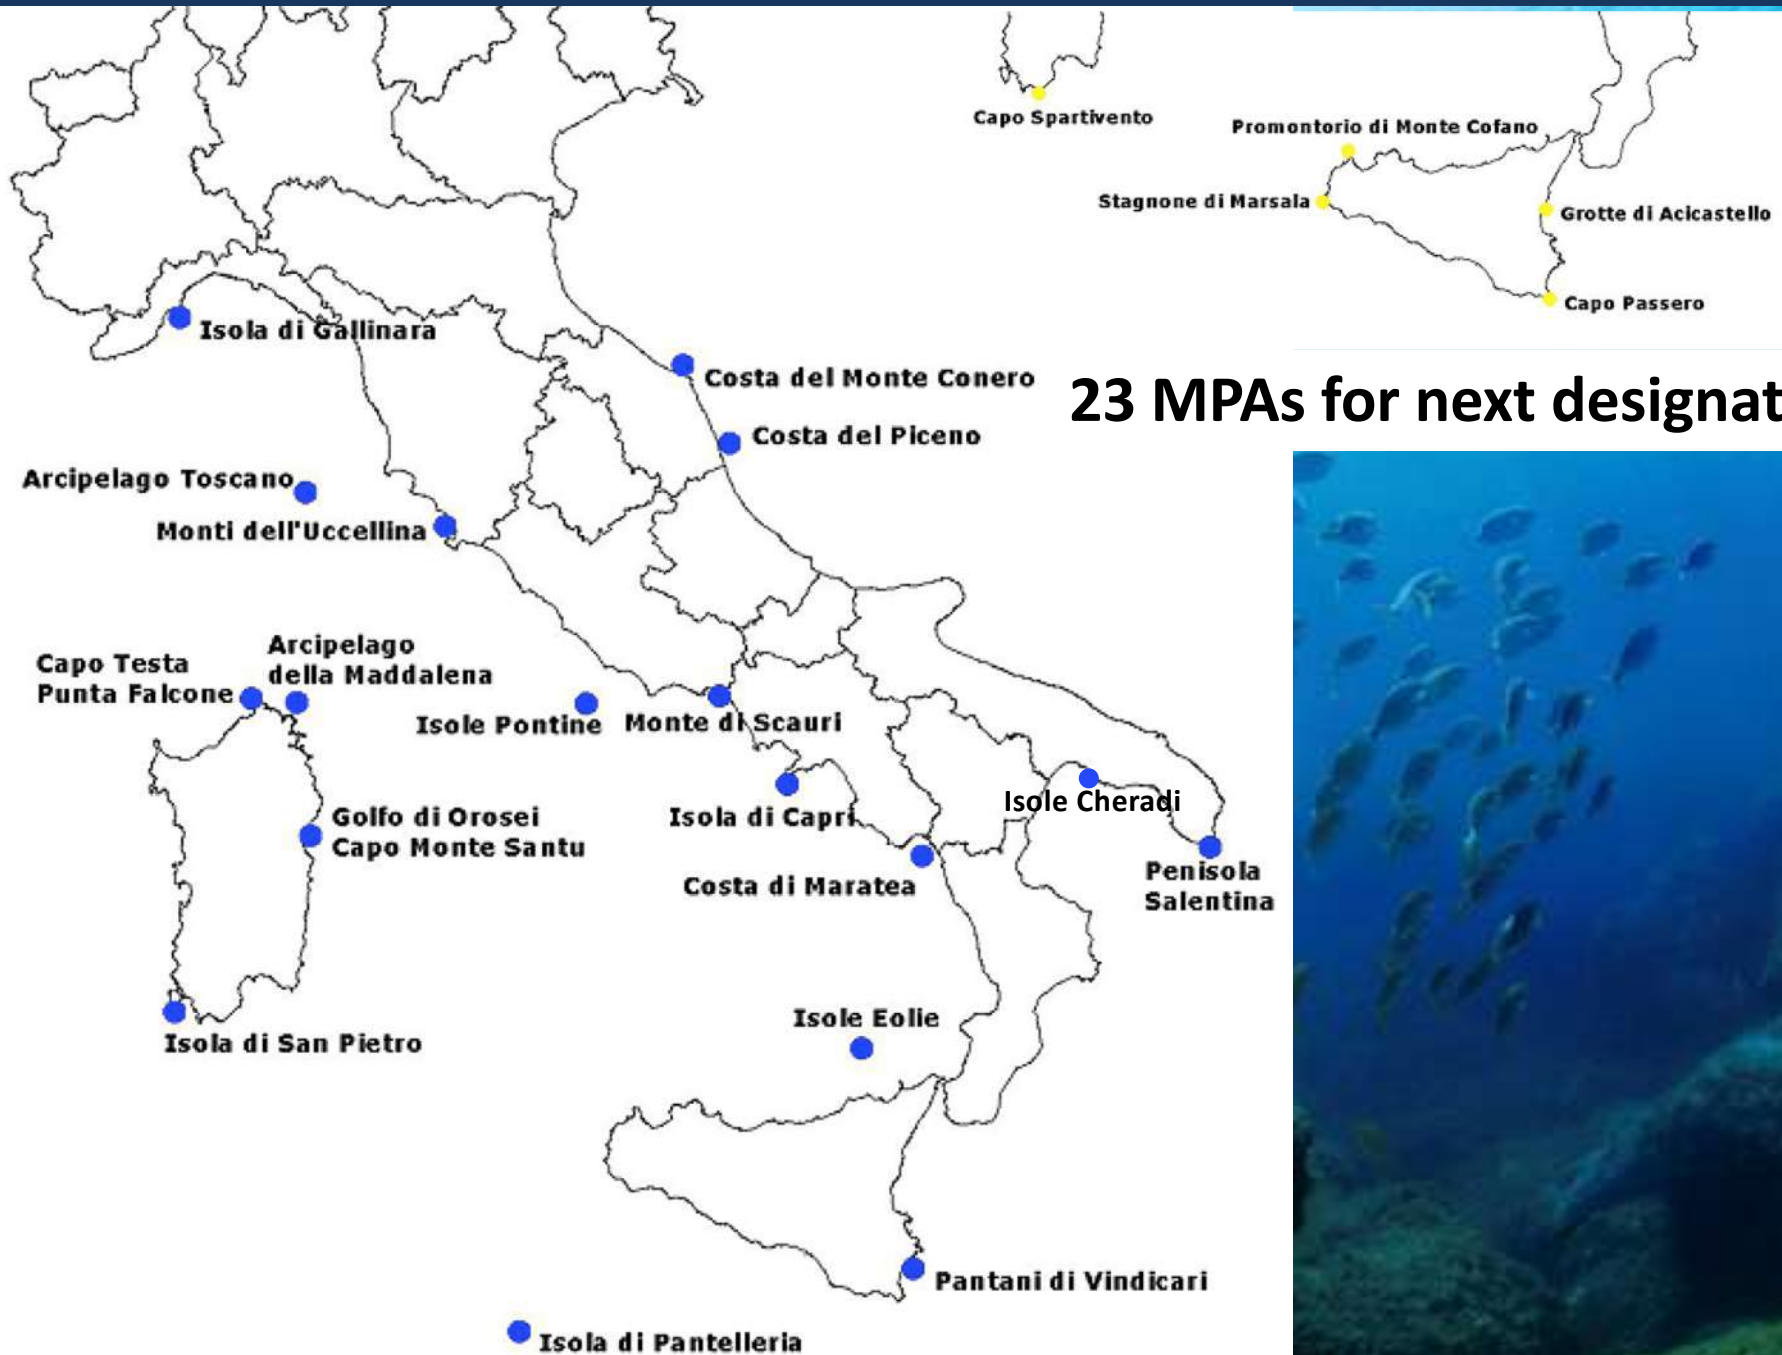 Capo Spartivento
Promontorio di Monte Cofano
Stagnone di Marsala
Grotte di Acicastello
Capo Passero
23 MPAs for next designat
Isola di Gallinara
Costa del Monte Conero
Costa del Piceno
Arcipelago Toscano
Monti dell'Uccellina
Capo Testa
Punta Falcone
Arcipelago
della Maddalena
Isole Pontine
Monte di Scauri
Isola di Capri
Isole Cheradi
Golfo di Orosei
Capo Monte Santu
Costa di Maratea
Penisola
Salentina
Isola di San Pietro
Isole Eolie
Pantani di Vindicari
Isola di Pantelleria